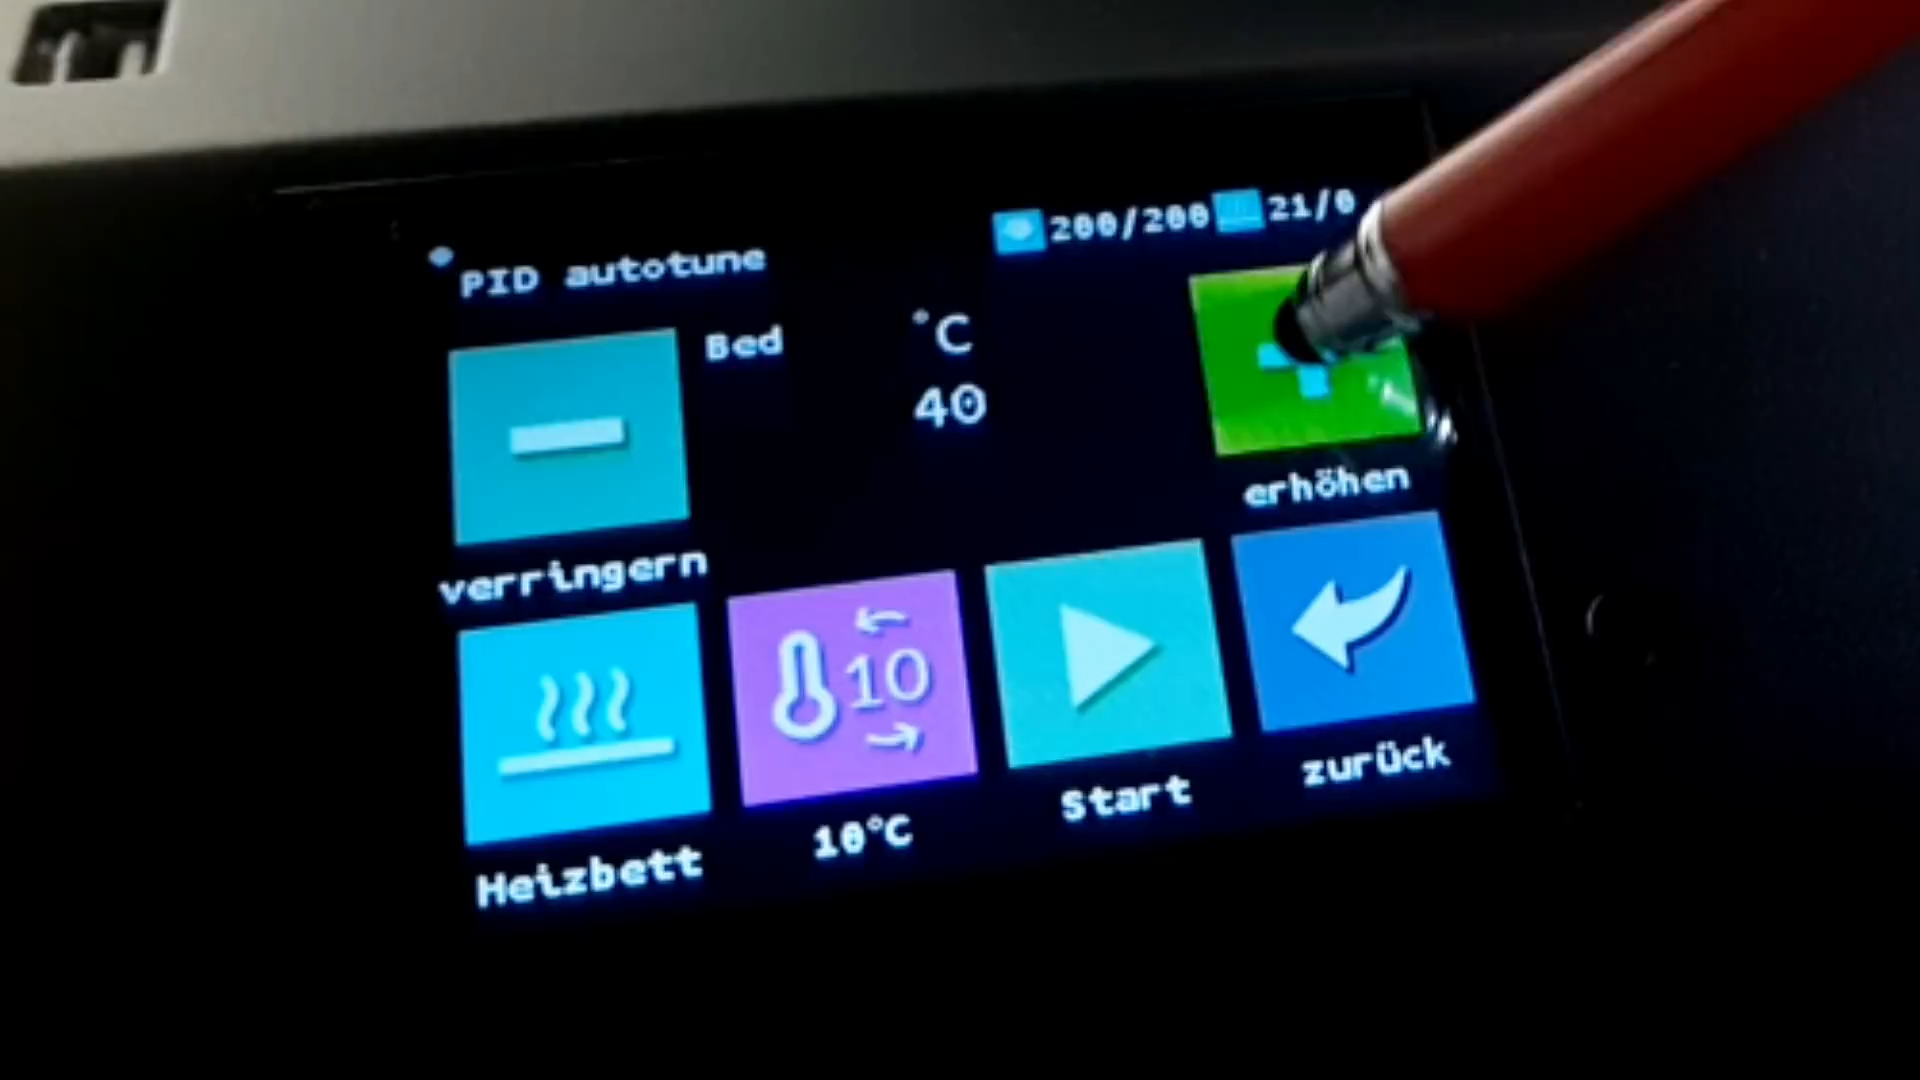 200/200 21/0
PID autotune
Bed °C
40
erhöhen
verringern
10
Heizbett 10°C Start zurück